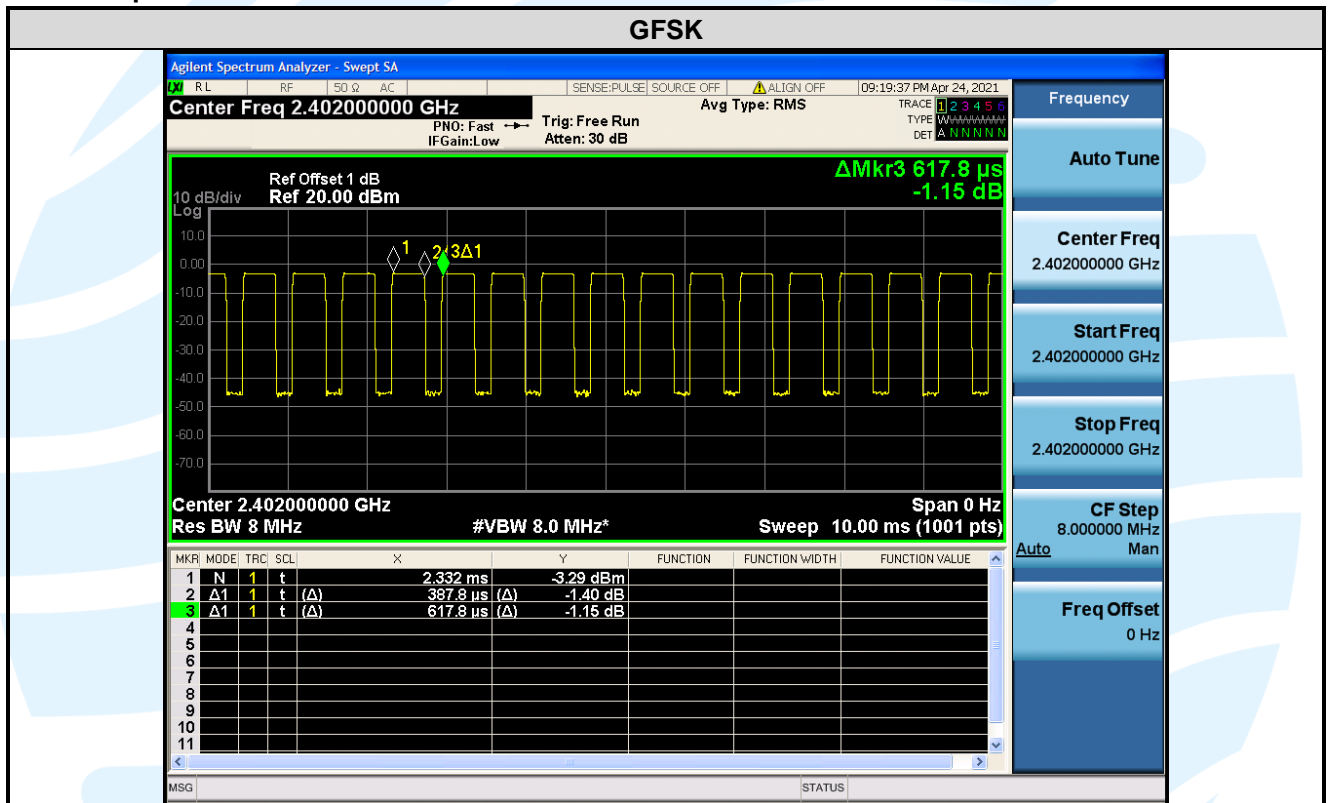 GFSK
Agilent Spectrum Analyzer - Swept SA
LXI RL RF 50 Ω AC SENSE:PULSE SOURCE OFF ALIGN OFF 09:19:37 PM Apr 24, 2021
Center Freq 2.402000000 GHz Avg Type: RMS TRACE 1 2 3 4 5 6
PNO: Fast Trig: Free Run TYPE WWWWWW
IFGain:Low Atten: 30 dB DET A N N N N N
ΔMkr3 617.8 µs
-1.15 dB
Ref Offset 1 dB
10 dB/div Ref 20.00 dBm
Log
10.0
0.00
-10.0
-20.0
-30.0
-40.0
-50.0
-60.0
-70.0
1 2 3Δ1
Center 2.402000000 GHz Span 0 Hz
Res BW 8 MHz #VBW 8.0 MHz* Sweep 10.00 ms (1001 pts)
MKR MODE TRC SCL X Y FUNCTION FUNCTION WIDTH FUNCTION VALUE
1 N 1 t 2.332 ms -3.29 dBm
2 Δ1 1 t (Δ) 387.8 µs (Δ) -1.40 dB
3 Δ1 1 t (Δ) 617.8 µs (Δ) -1.15 dB
4
5
6
7
8
9
10
11
MSG STATUS
Frequency
Auto Tune
Center Freq
2.402000000 GHz
Start Freq
2.402000000 GHz
Stop Freq
2.402000000 GHz
CF Step
8.000000 MHz
Auto Man
Freq Offset
0 Hz